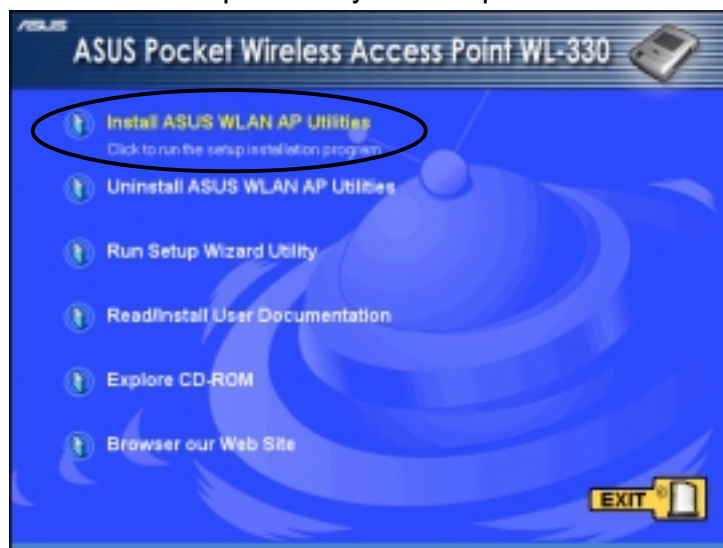 ASUS
ASUS Pocket Wireless Access Point WL-330
Install ASUS WLAN AP Utilities
Click to run the setup installation program
Uninstall ASUS WLAN AP Utilities
Run Setup Wizard Utility
Read/Install User Documentation
Explore CD-ROM
Browser our Web Site
EXIT